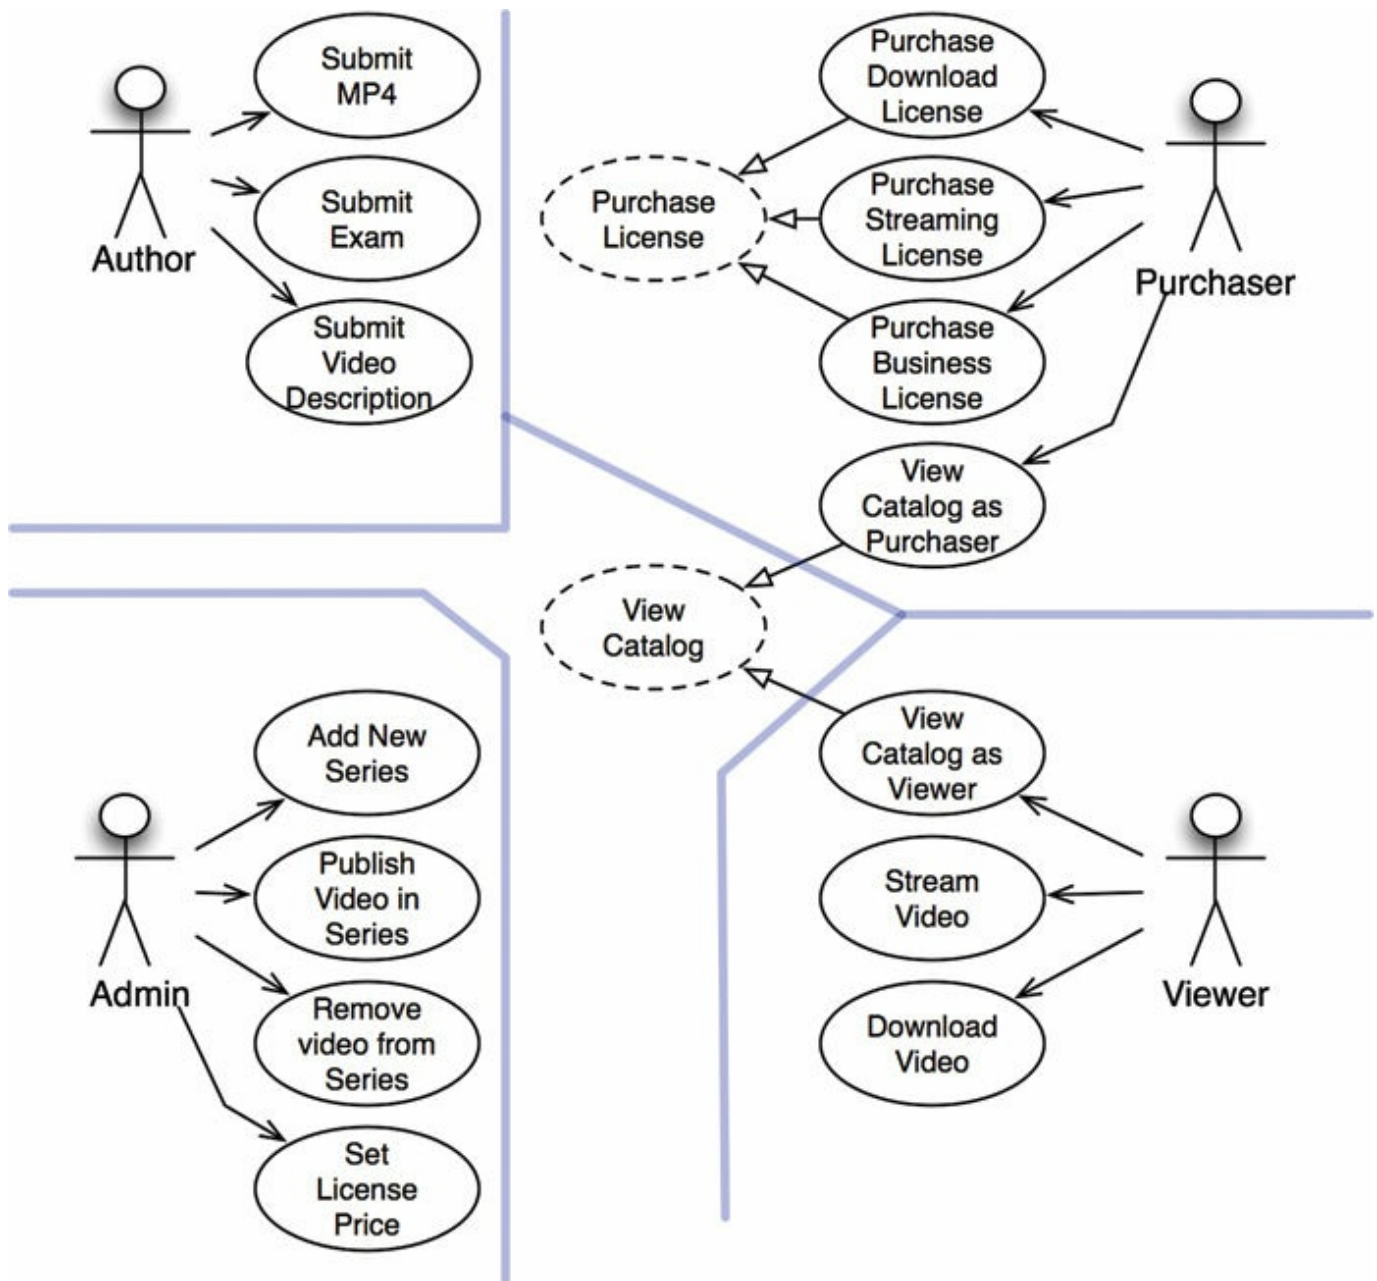 Submit
MP4
Submit
Exam
Submit
Video
Description
Author
Purchase
Download
License
Purchase
Streaming
License
Purchase
Business
License
Purchase
License
Purchaser
View
Catalog as
Purchaser
View
Catalog
Add New
Series
Publish
Video in
Series
Remove
video from
Series
Set
License
Price
Admin
View
Catalog as
Viewer
Stream
Video
Download
Video
Viewer